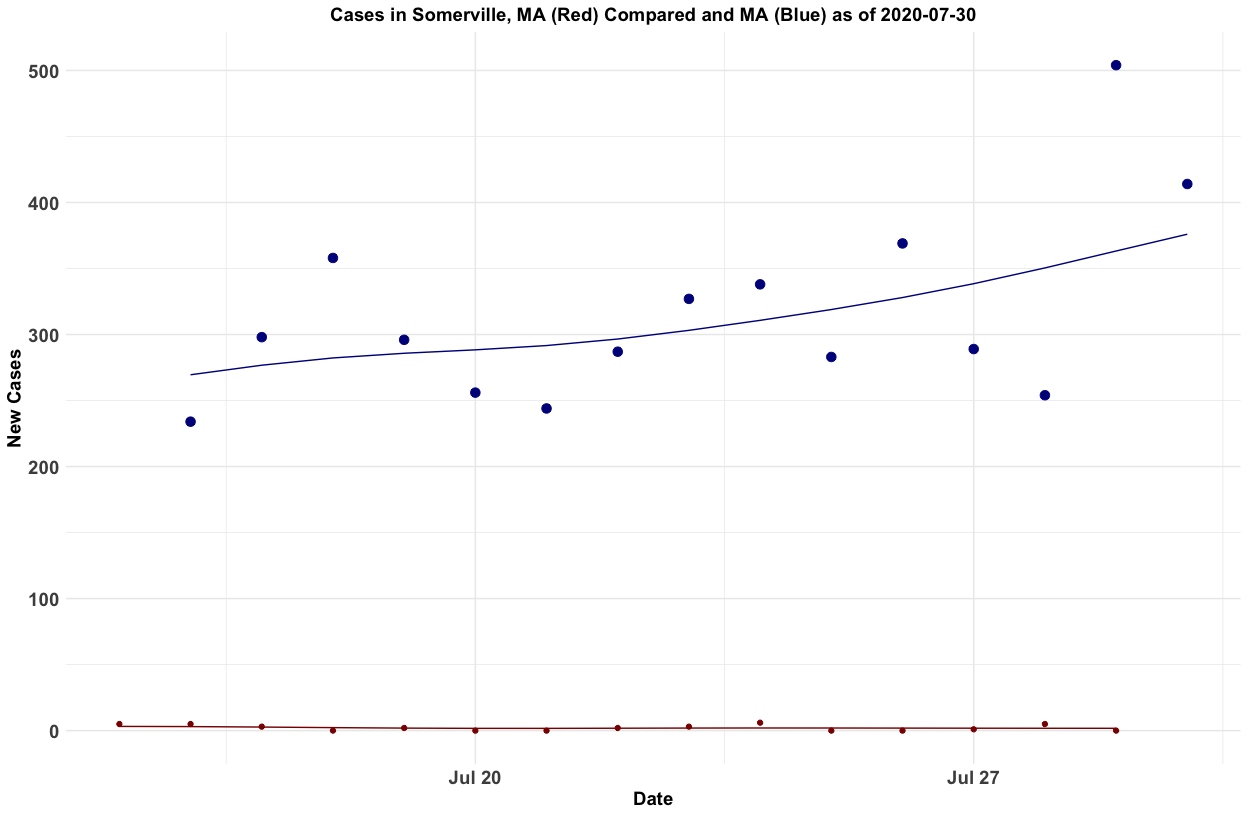 Cases in Somerville, MA (Red) Compared and MA (Blue) as of 2020-07-30
500
400
300
200
100
0
New Cases
Jul 20
Jul 27
Date